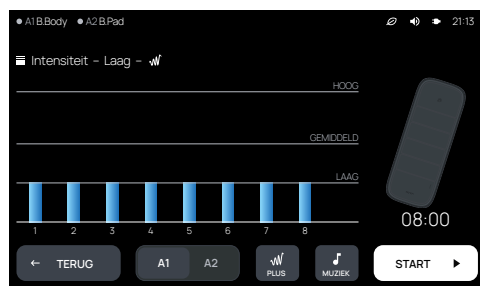 A1 B.Body A2 B.Pad 21:13
Intensiteit – Laag –
HOOG
GEMIDDELD
LAAG
1 2 3 4 5 6 7 8
08:00
← TERUG A1 A2 PLUS MUZIEK START